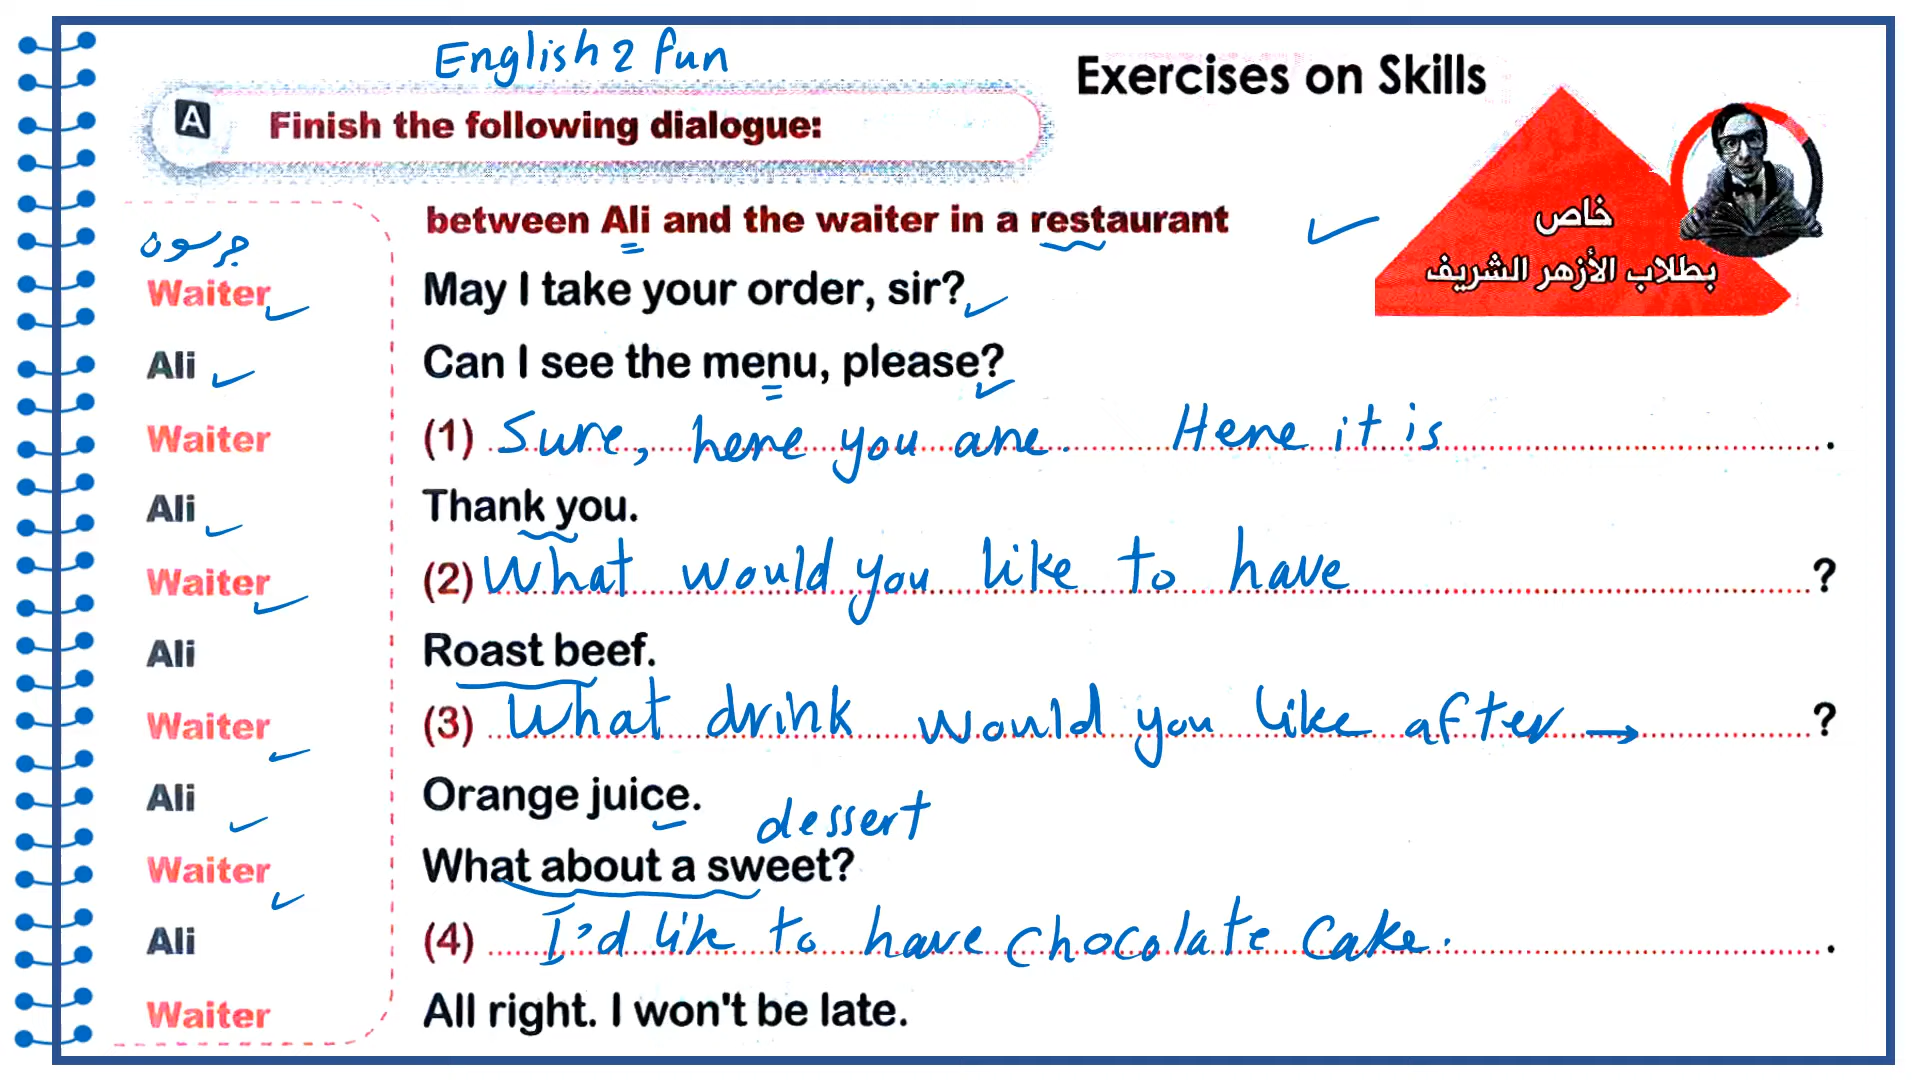 English 2 fun
Exercises on Skills
A Finish the following dialogue:
خاص
بطلاب الأزهر الشريف
between Ali and the waiter in a restaurant
جرسون
Waiter May I take your order, sir?
Ali Can I see the menu, please?
Waiter (1) Sure, here you are. Here it is .
Ali Thank you.
Waiter (2) What would you like to have ?
Ali Roast beef.
Waiter (3) What drink would you like after → ?
Ali Orange juice.
dessert
Waiter What about a sweet?
Ali (4) I'd like to have chocolate cake. .
Waiter All right. I won't be late.